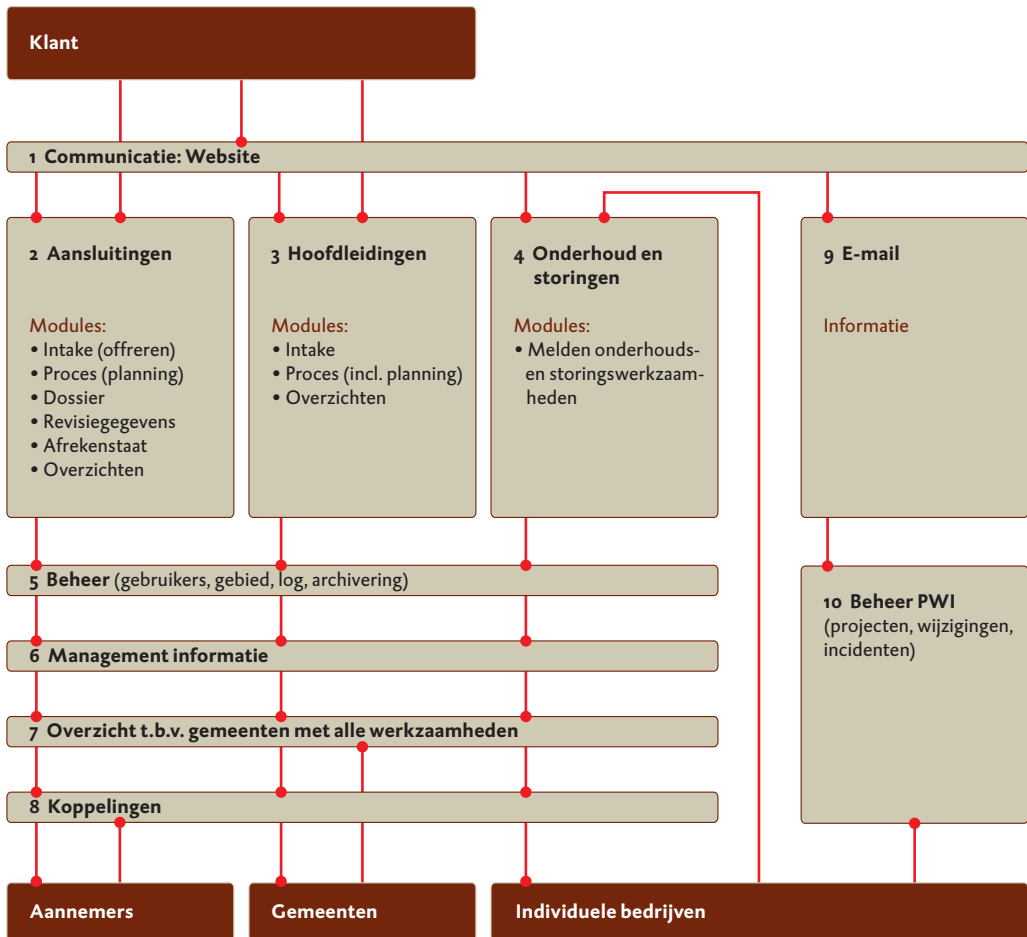 Klant
1 Communicatie: Website
2 Aansluitingen
Modules:
• Intake (offreren)
• Proces (planning)
• Dossier
• Revisiegegevens
• Afrekenstaat
• Overzichten
3 Hoofdleidingen
Modules:
• Intake
• Proces (incl. planning)
• Overzichten
4 Onderhoud en
storingen
Modules:
• Melden onderhouds-
en storingswerkzaam-
heden
9 E-mail
Informatie
5 Beheer (gebruikers, gebied, log, archivering)
10 Beheer PWI
(projecten, wijzigingen,
incidenten)
6 Management informatie
7 Overzicht t.b.v. gemeenten met alle werkzaamheden
8 Koppelingen
Aannemers
Gemeenten
Individuele bedrijven